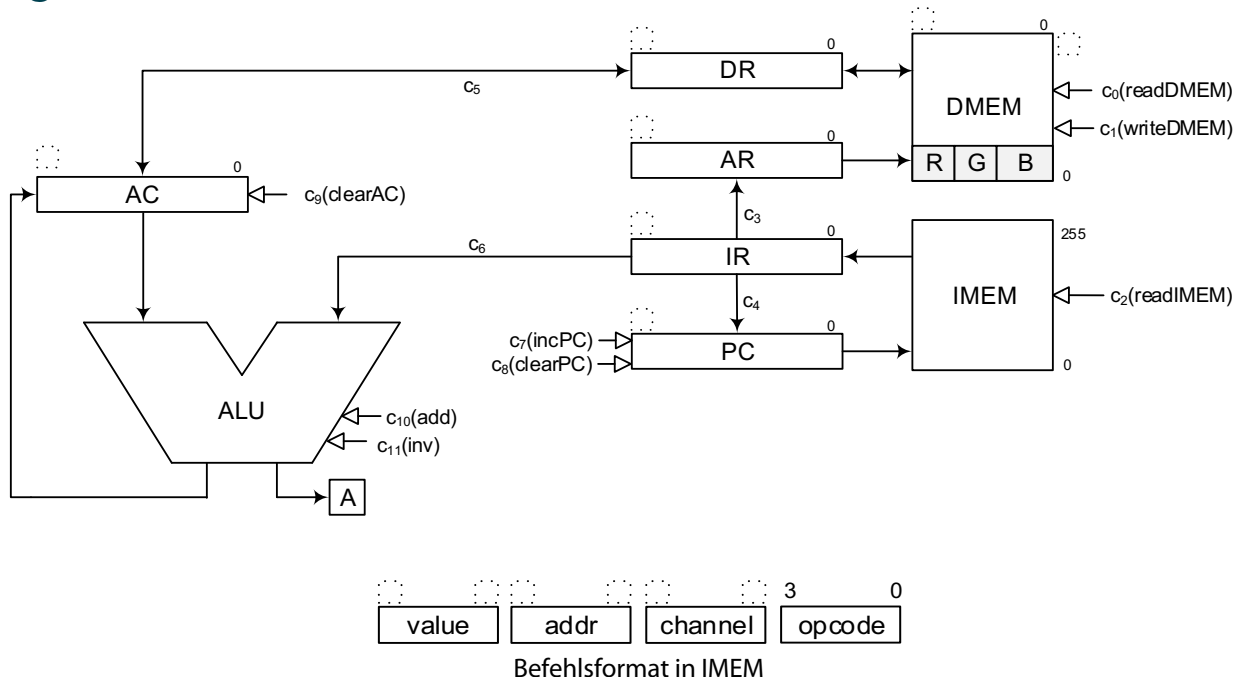 0
0
DR
DMEM
c₅
c₀(readDMEM)
c₁(writeDMEM)
0
AR
R G B
0
0
AC
c₉(clearAC)
c₃
0
IR
c₆
255
IMEM
c₂(readIMEM)
c₄
0
PC
c₇(incPC)
c₈(clearPC)
0
ALU
c₁₀(add)
c₁₁(inv)
A
3 0
value addr channel opcode
Befehlsformat in IMEM